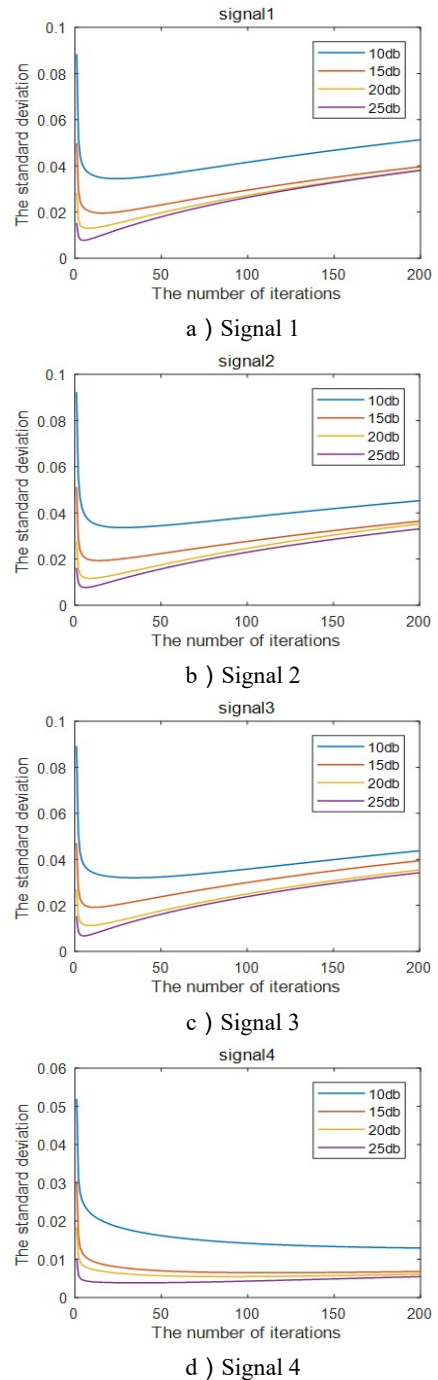 signal1
0.1
0.08
0.06
0.04
0.02
0
The standard deviation
10db
15db
20db
25db
0 50 100 150 200
The number of iterations
a ) Signal 1
signal2
0.1
0.08
0.06
0.04
0.02
0
The standard deviation
10db
15db
20db
25db
0 50 100 150 200
The number of iterations
b ) Signal 2
signal3
0.1
0.08
0.06
0.04
0.02
0
The standard deviation
10db
15db
20db
25db
0 50 100 150 200
The number of iterations
c ) Signal 3
signal4
0.06
0.05
0.04
0.03
0.02
0.01
0
The standard deviation
10db
15db
20db
25db
0 50 100 150 200
The number of iterations
d ) Signal 4